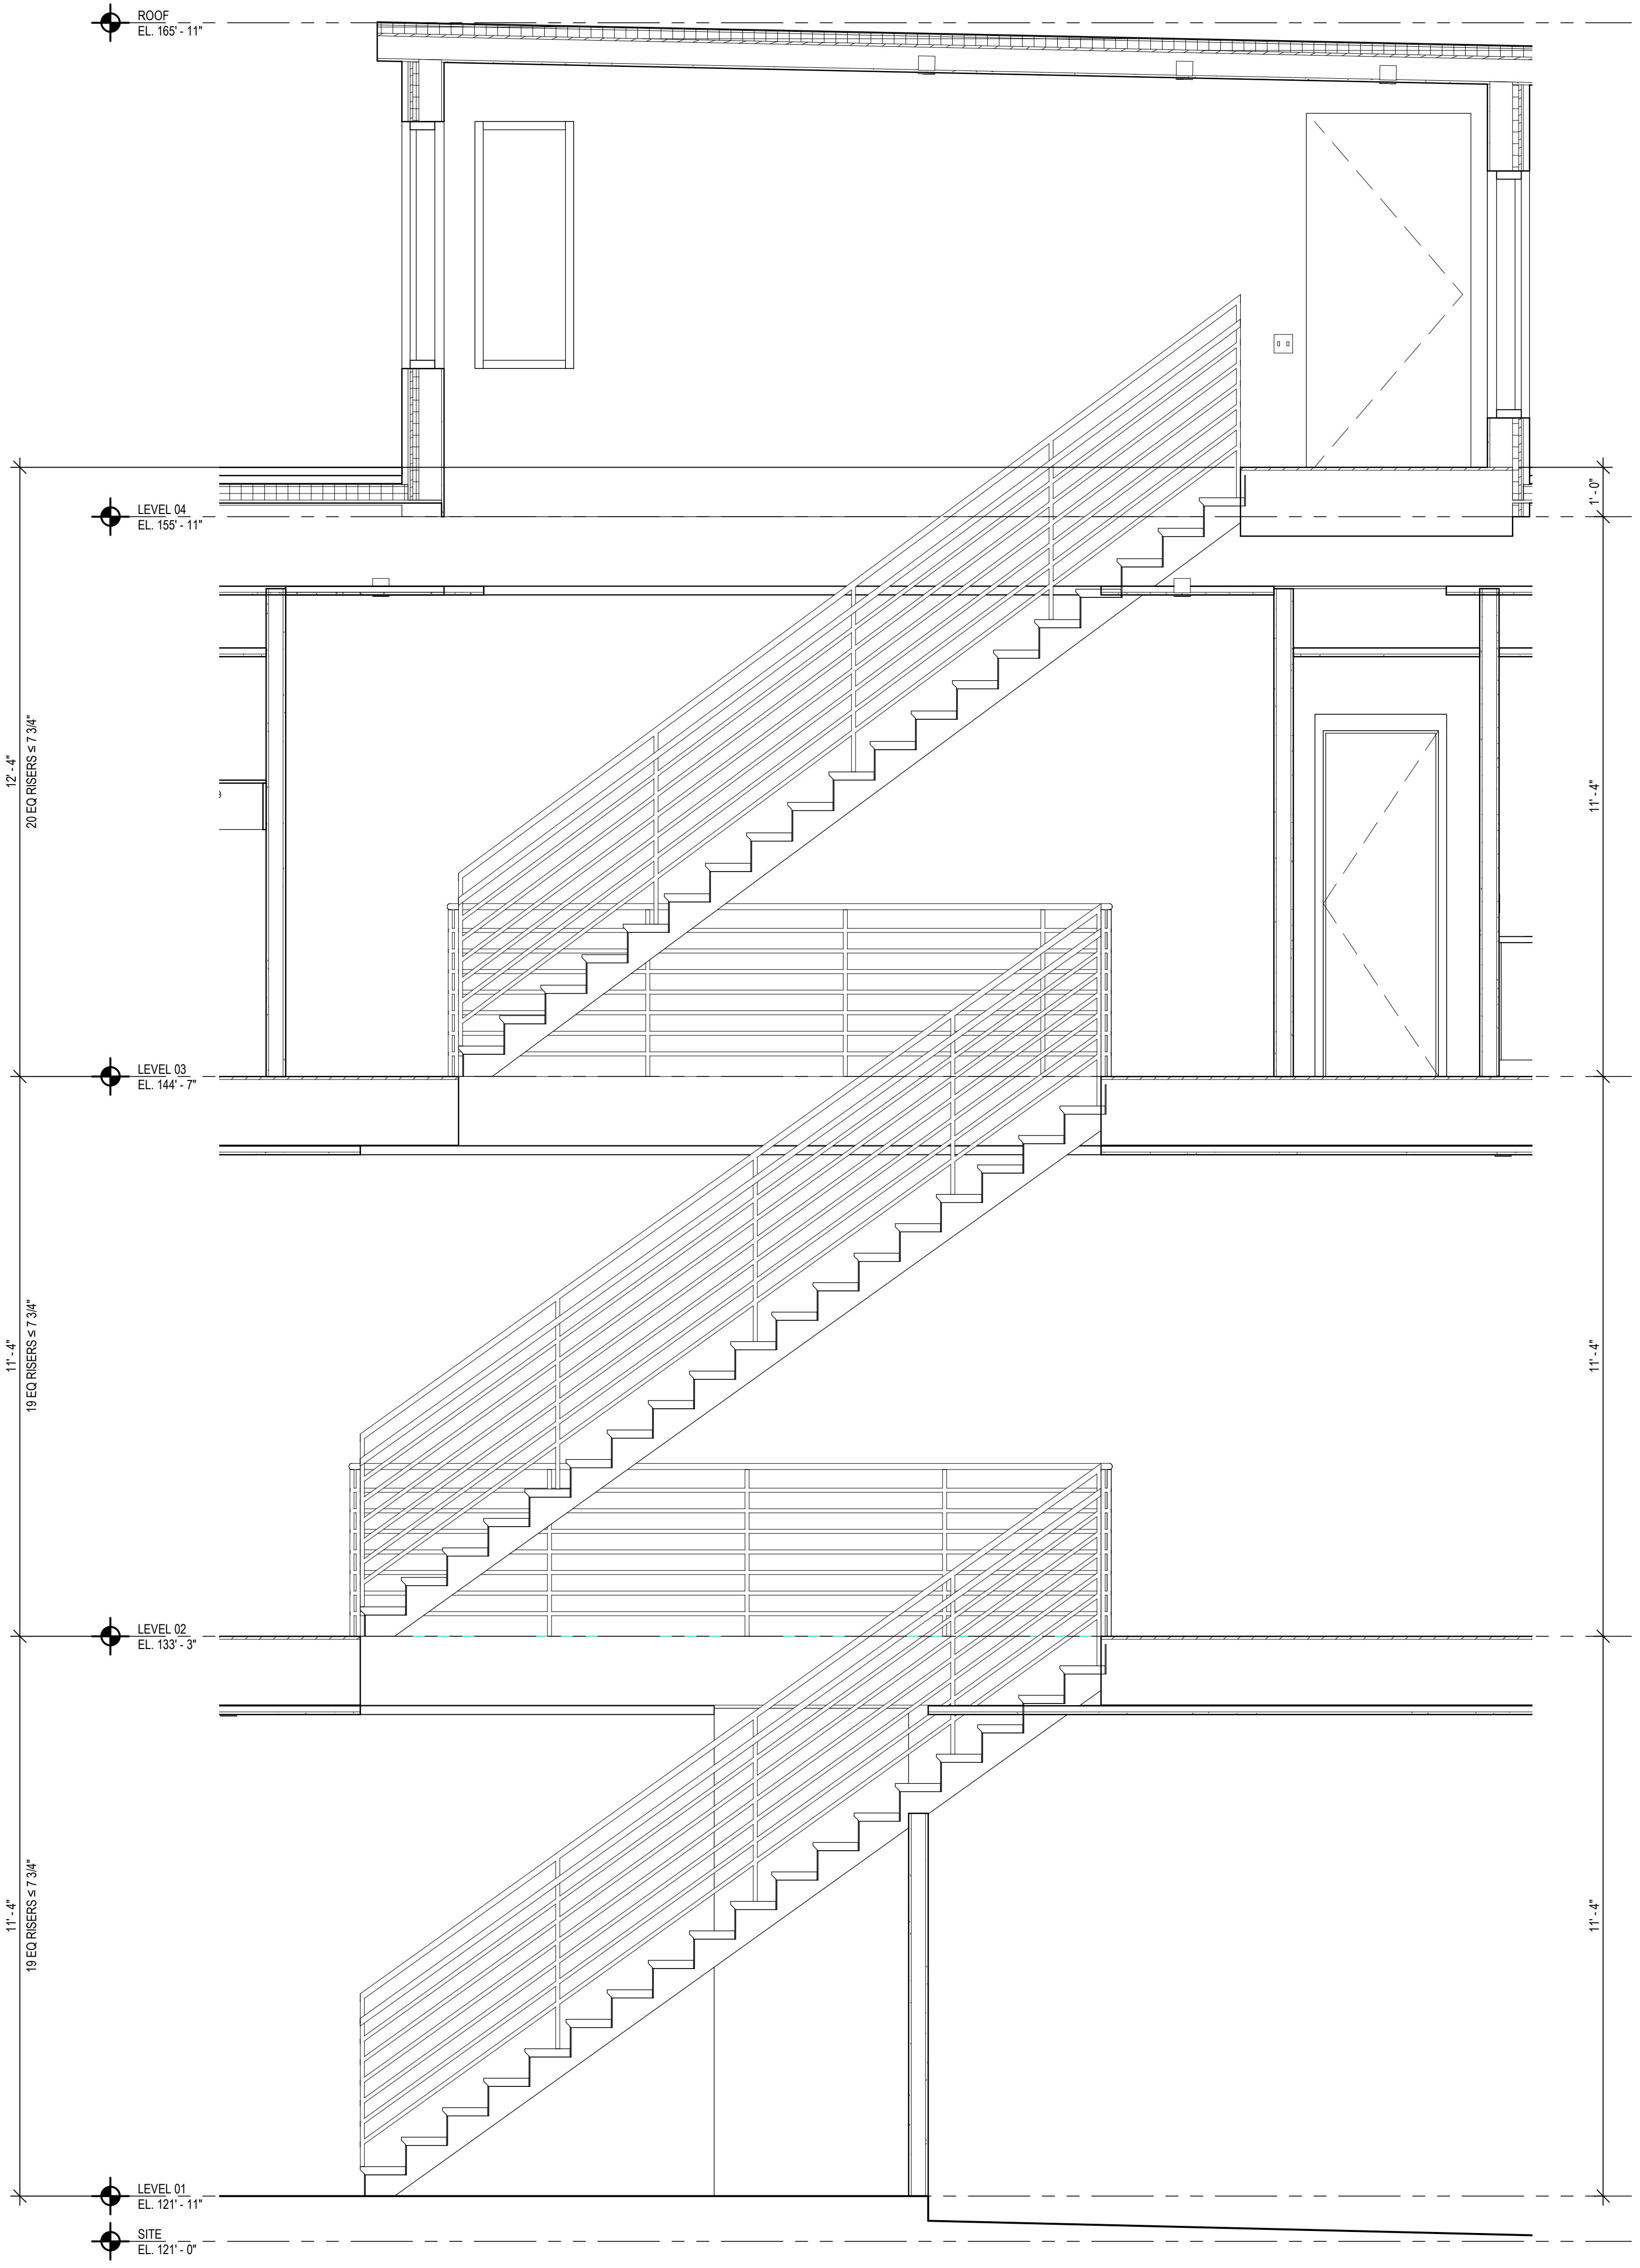 ROOF
EL. 165' - 11"
1' - 0"
LEVEL 04
EL. 155' - 11"
12' - 4"
20 EQ RISERS ≤ 7 3/4"
11' - 4"
LEVEL 03
EL. 144' - 7"
11' - 4"
19 EQ RISERS ≤ 7 3/4"
11' - 4"
LEVEL 02
EL. 133' - 3"
11' - 4"
19 EQ RISERS ≤ 7 3/4"
11' - 4"
LEVEL 01
EL. 121' - 11"
SITE
EL. 121' - 0"